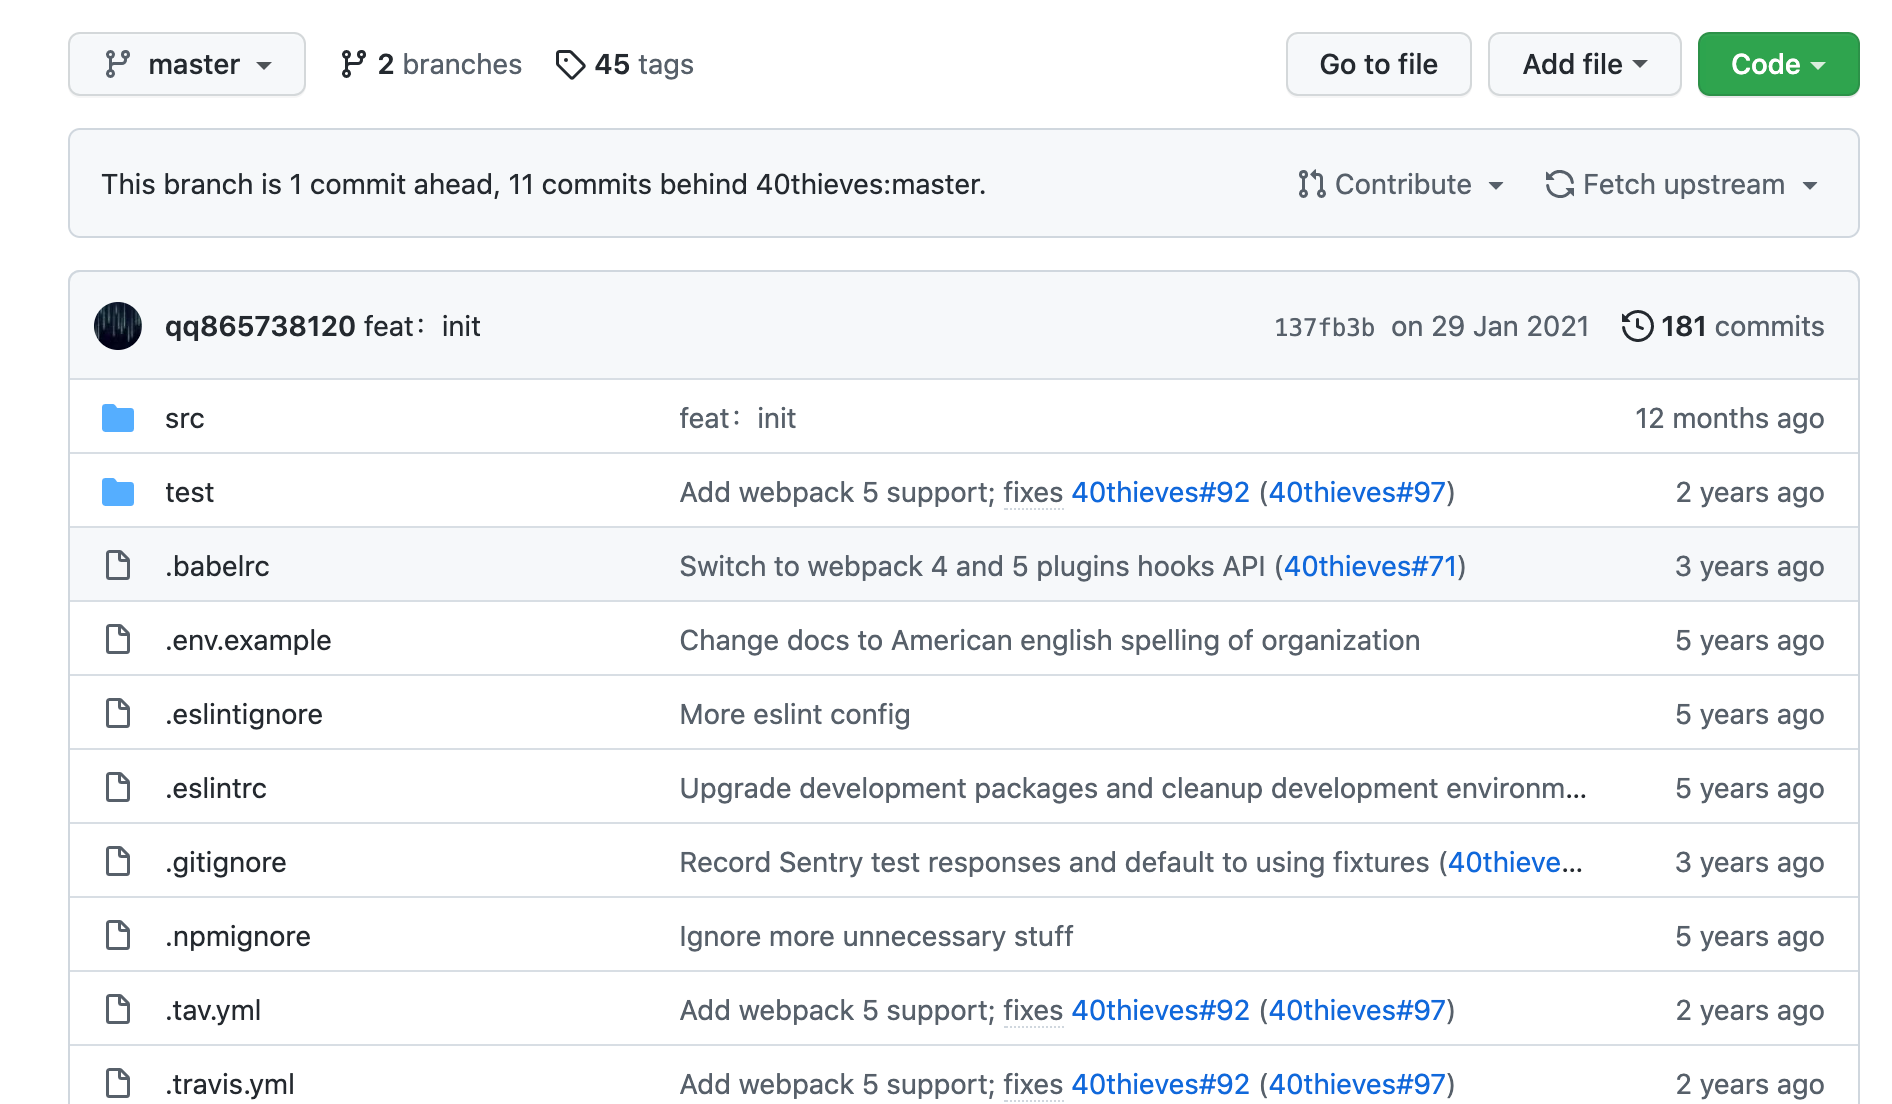 master 2 branches 45 tags Go to file Add file Code
This branch is 1 commit ahead, 11 commits behind 40thieves:master. Contribute Fetch upstream
qq865738120 feat： init 137fb3b on 29 Jan 2021 181 commits
src feat： init 12 months ago
test Add webpack 5 support; fixes 40thieves#92 (40thieves#97) 2 years ago
.babelrc Switch to webpack 4 and 5 plugins hooks API (40thieves#71) 3 years ago
.env.example Change docs to American english spelling of organization 5 years ago
.eslintignore More eslint config 5 years ago
.eslintrc Upgrade development packages and cleanup development environm... 5 years ago
.gitignore Record Sentry test responses and default to using fixtures (40thieve... 3 years ago
.npmignore Ignore more unnecessary stuff 5 years ago
.tav.yml Add webpack 5 support; fixes 40thieves#92 (40thieves#97) 2 years ago
.travis.yml Add webpack 5 support; fixes 40thieves#92 (40thieves#97) 2 years ago